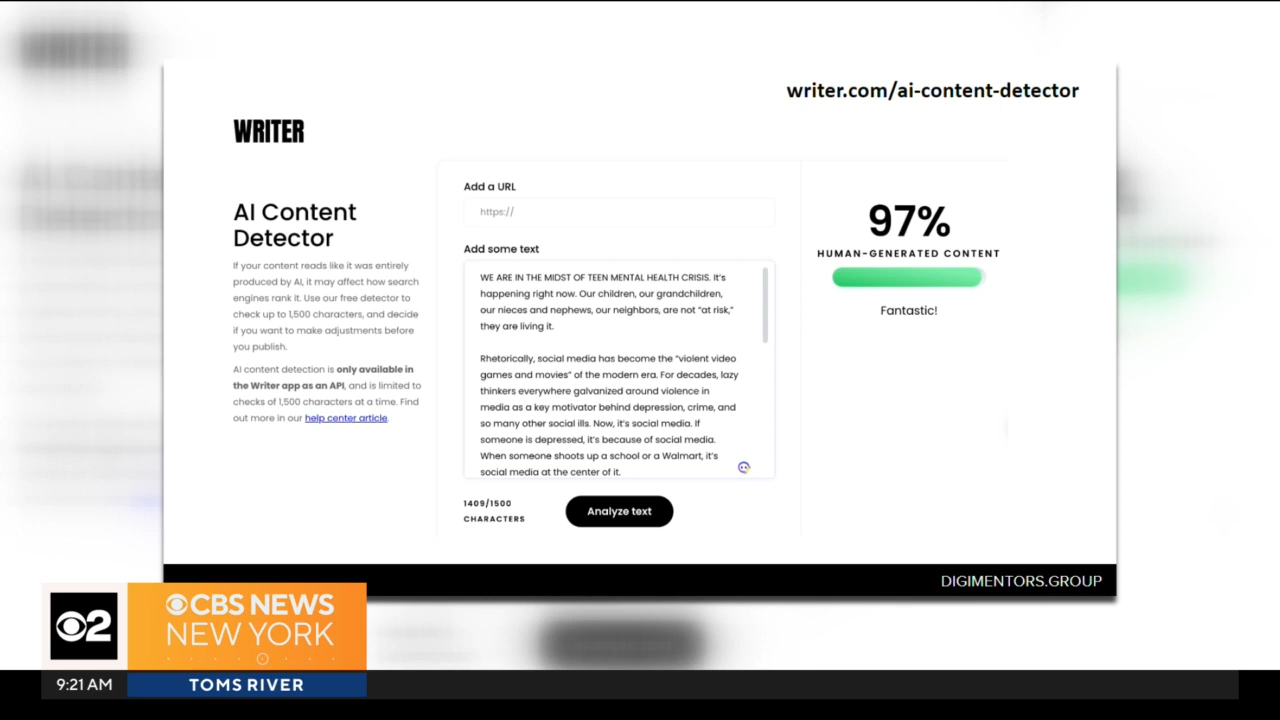 writer.com/ai-content-detector
WRITER
AI Content
Detector
If your content reads like it was entirely
produced by AI, it may affect how search
engines rank it. Use our free detector to
check up to 1,500 characters, and decide
if you want to make adjustments before
you publish.
AI content detection is only available in
the Writer app as an API, and is limited to
checks of 1,500 characters at a time. Find
out more in our help center article.
Add a URL
https://
Add some text
WE ARE IN THE MIDST OF TEEN MENTAL HEALTH CRISIS. It's
happening right now. Our children, our grandchildren,
our nieces and nephews, our neighbors, are not “at risk,”
they are living it.
Rhetorically, social media has become the “violent video
games and movies” of the modern era. For decades, lazy
thinkers everywhere galvanized around violence in
media as a key motivator behind depression, crime, and
so many other social ills. Now, it's social media. If
someone is depressed, it's because of social media.
When someone shoots up a school or a Walmart, it's
social media at the center of it.
1409/1500
CHARACTERS
Analyze text
97%
HUMAN-GENERATED CONTENT
Fantastic!
DIGIMENTORS.GROUP
2
CBS NEWS
NEW YORK
9:21 AM
TOMS RIVER